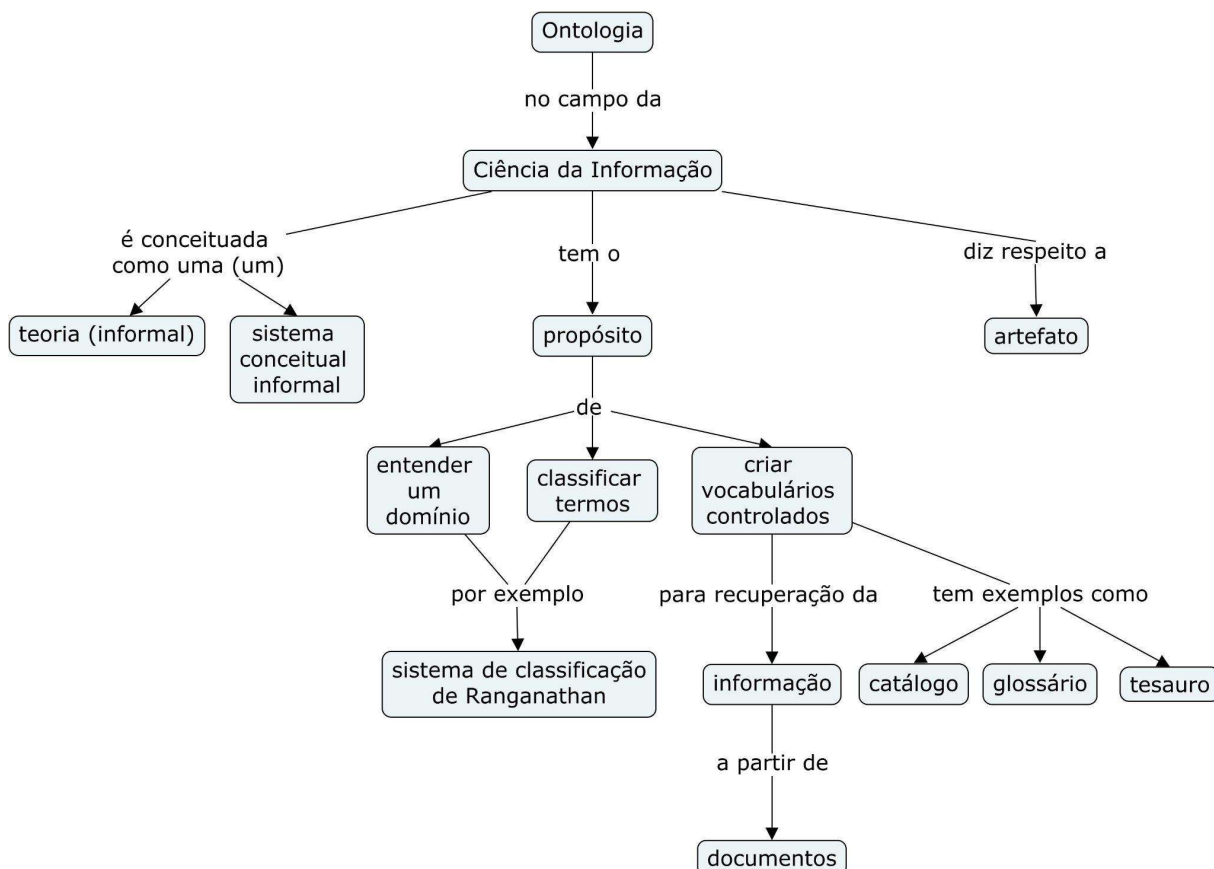 Ontologia
no campo da
Ciência da Informação
é conceituada
como uma (um)
tem o
diz respeito a
teoria (informal)
sistema
conceitual
informal
propósito
artefato
de
entender
um
domínio
classificar
termos
criar
vocabulários
controlados
por exemplo
para recuperação da
tem exemplos como
sistema de classificação
de Ranganathan
informação
catálogo
glossário
tesauro
a partir de
documentos